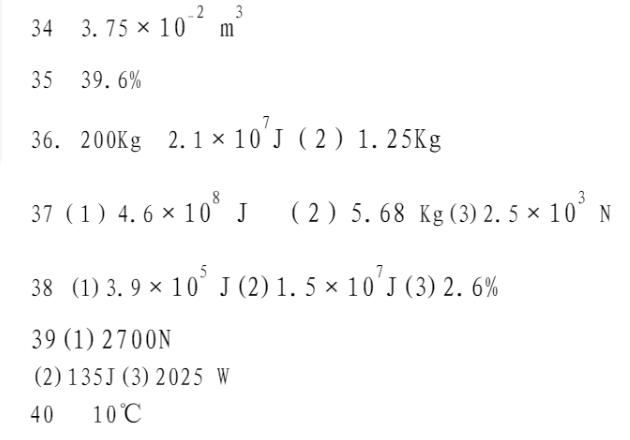 34  3.75×10⁻² m³
35  39.6%
36. 200Kg  2.1×10⁷J (2) 1.25Kg
37 (1) 4.6×10⁸ J  (2) 5.68 Kg(3)2.5×10³ N
38 (1)3.9×10⁵ J(2)1.5×10⁷J(3)2.6%
39(1)2700N
(2)135J(3)2025 W
40  10℃